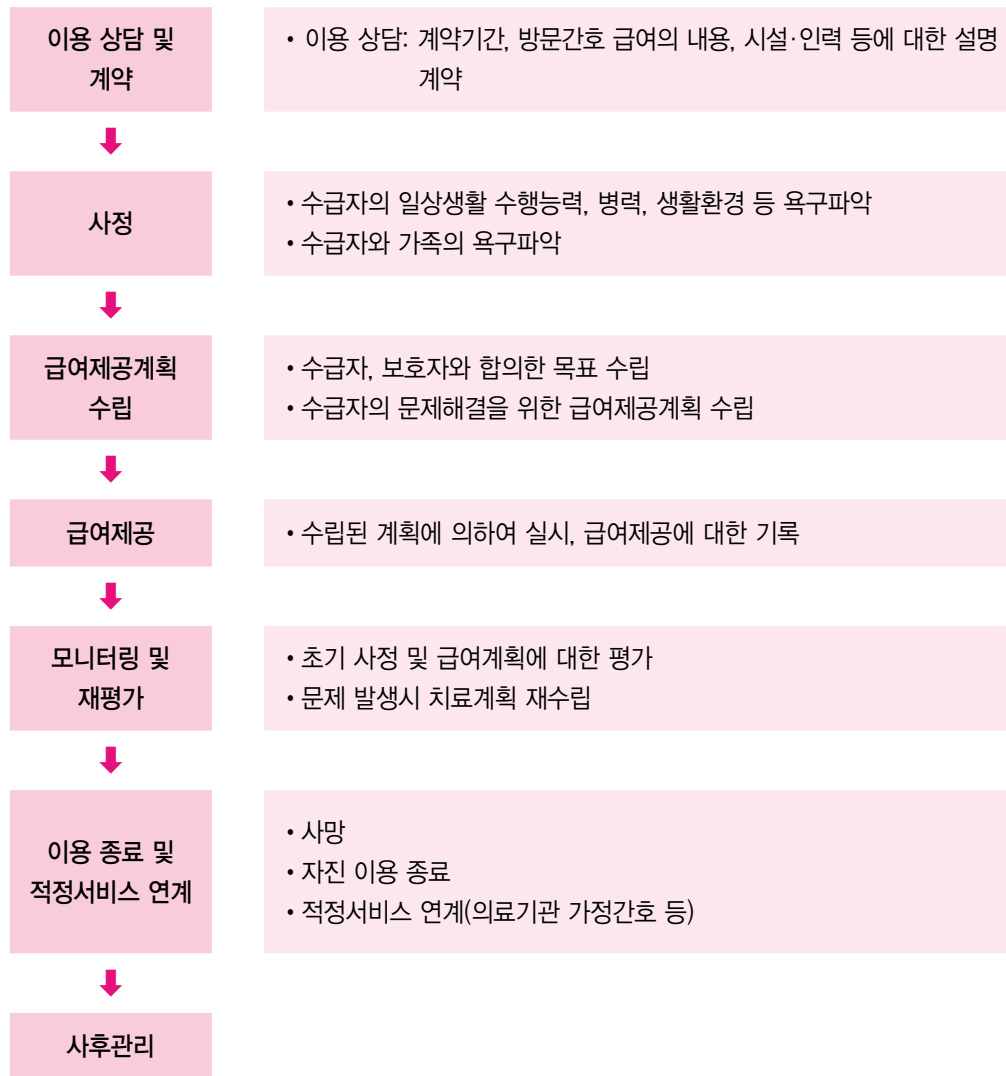 이용 상담 및
계약
• 이용 상담: 계약기간, 방문간호 급여의 내용, 시설·인력 등에 대한 설명
계약
사정
• 수급자의 일상생활 수행능력, 병력, 생활환경 등 욕구파악
• 수급자와 가족의 욕구파악
급여제공계획
수립
• 수급자, 보호자와 합의한 목표 수립
• 수급자의 문제해결을 위한 급여제공계획 수립
급여제공
• 수립된 계획에 의하여 실시, 급여제공에 대한 기록
모니터링 및
재평가
• 초기 사정 및 급여계획에 대한 평가
• 문제 발생시 치료계획 재수립
이용 종료 및
적정서비스 연계
• 사망
• 자진 이용 종료
• 적정서비스 연계(의료기관 가정간호 등)
사후관리